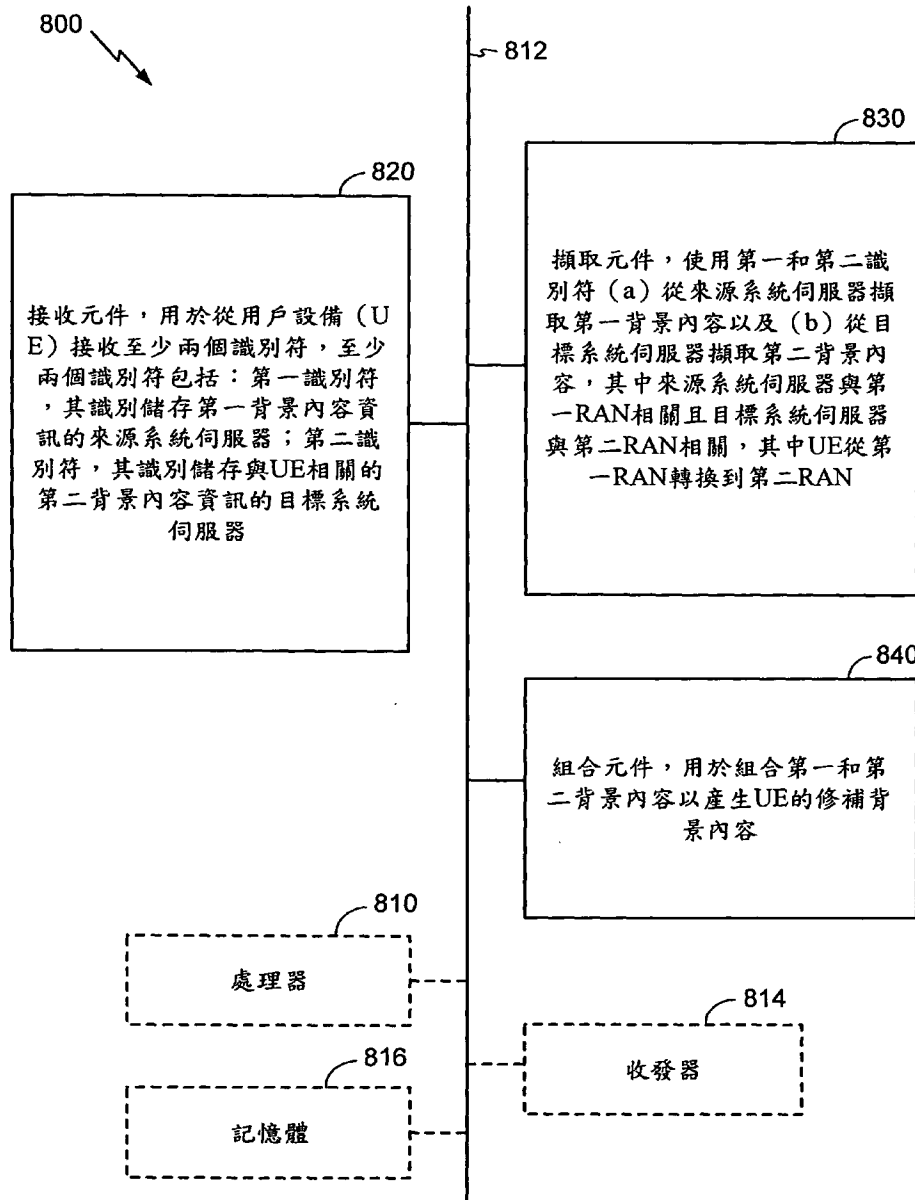 800
812
830
820
擷取元件，使用第一和第二識
別符（a）從來源系統伺服器擷
取第一背景內容以及（b）從目
標系統伺服器擷取第二背景內
容，其中來源系統伺服器與第
一RAN相關且目標系統伺服器
與第二RAN相關，其中UE從第
一RAN轉換到第二RAN
接收元件，用於從用戶設備（U
E）接收至少兩個識別符，至少
兩個識別符包括：第一識別符
，其識別儲存第一背景內容資
訊的來源系統伺服器；第二識
別符，其識別儲存與UE相關的
第二背景內容資訊的目標系統
伺服器
840
組合元件，用於組合第一和第
二背景內容以產生UE的修補背
景內容
810
處理器
814
收發器
816
記憶體